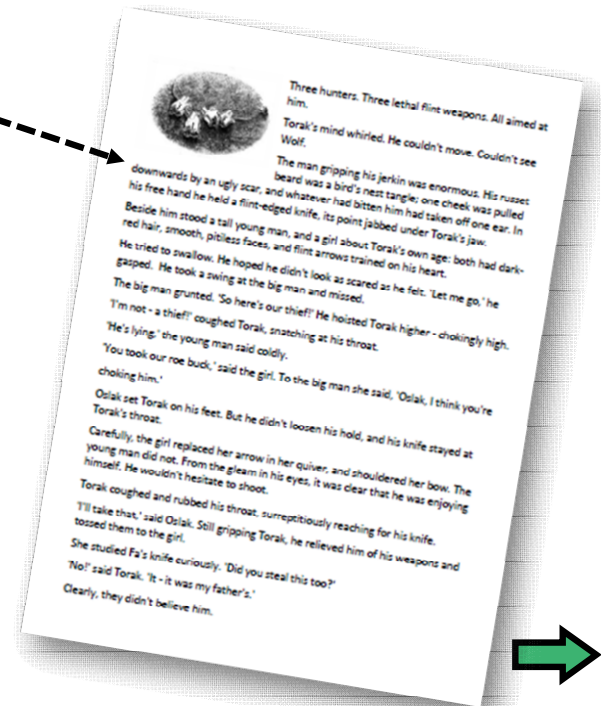 Three hunters. Three lethal flint weapons. All aimed at
him.
Torak's mind whirled. He couldn't move. Couldn't see
Wolf.
The man gripping his jerkin was enormous. His russet
beard was a bird's nest tangle; one cheek was pulled
downwards by an ugly scar, and whatever had bitten him had taken off one ear. In
his free hand he held a flint-edged knife, its point jabbed under Torak's jaw.
Beside him stood a tall young man, and a girl about Torak's own age: both had dark-
red hair, smooth, pitiless faces, and flint arrows trained on his heart.
He tried to swallow. He hoped he didn't look as scared as he felt. 'Let me go,' he
gasped. He took a swing at the big man and missed.
The big man grunted. 'So here's our thief!' He hoisted Torak higher - chokingly high.
'I'm not - a thief!' coughed Torak, snatching at his throat.
'He's lying,' the young man said coldly.
'You took our roe buck,' said the girl. To the big man she said, 'Oslak, I think you're
choking him.'
Oslak set Torak on his feet. But he didn't loosen his hold, and his knife stayed at
Torak's throat.
Carefully, the girl replaced her arrow in her quiver, and shouldered her bow. The
young man did not. From the gleam in his eyes, it was clear that he was enjoying
himself. He wouldn't hesitate to shoot.
Torak coughed and rubbed his throat, surreptitiously reaching for his knife.
'I'll take that,' said Oslak. Still gripping Torak, he relieved him of his weapons and
tossed them to the girl.
She studied Fa's knife curiously. 'Did you steal this too?'
'No!' said Torak. 'It - it was my father's.'
Clearly, they didn't believe him.